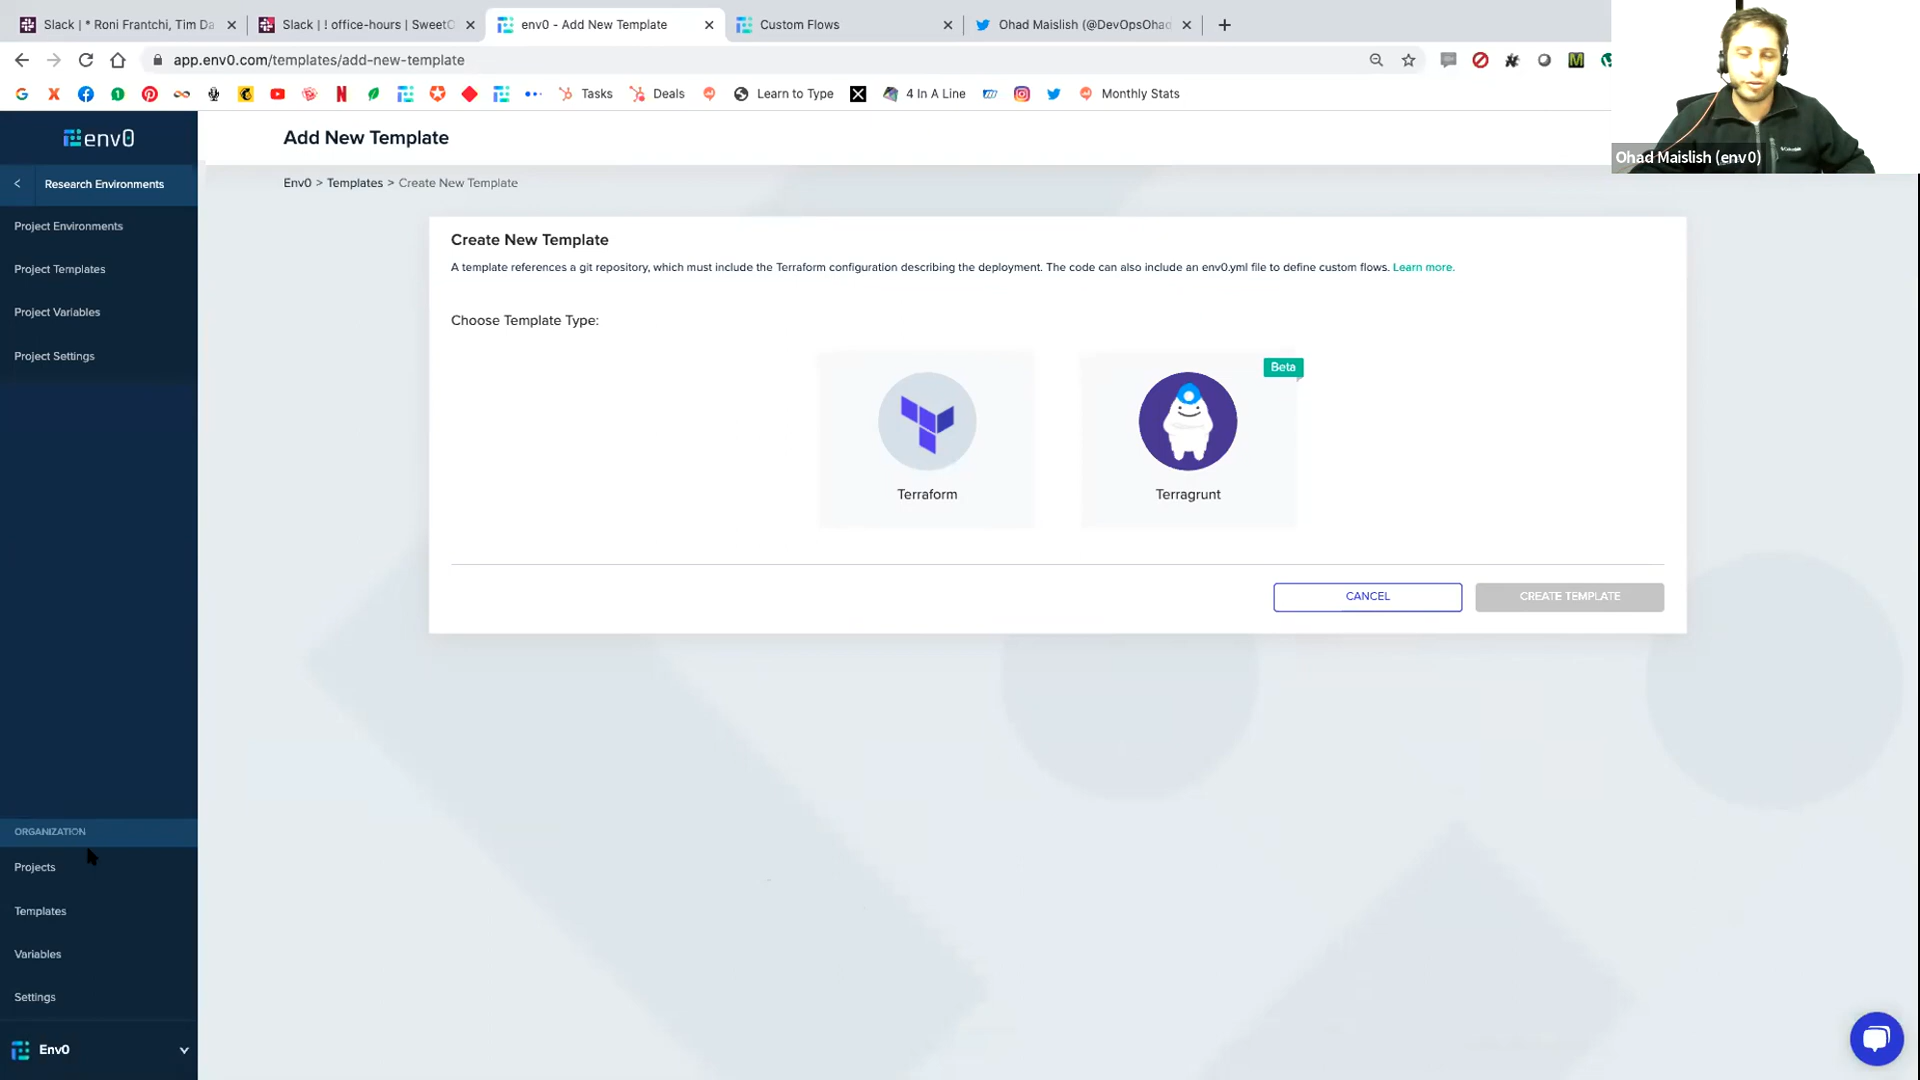 Slack | * Roni Frantchi, Tim Da
Slack | ! office-hours | SweetO
env0 - Add New Template
Custom Flows
Ohad Maislish (@DevOpsOhad
app.env0.com/templates/add-new-template
Tasks
Deals
Learn to Type
4 In A Line
Monthly Stats
Ohad Maislish (env0)
env0
Add New Template
Research Environments
Env0 > Templates > Create New Template
Project Environments
Project Templates
Project Variables
Project Settings
Create New Template
A template references a git repository, which must include the Terraform configuration describing the deployment. The code can also include an env0.yml file to define custom flows. Learn more.
Choose Template Type:
Beta
Terraform
Terragrunt
CANCEL
CREATE TEMPLATE
ORGANIZATION
Projects
Templates
Variables
Settings
Env0